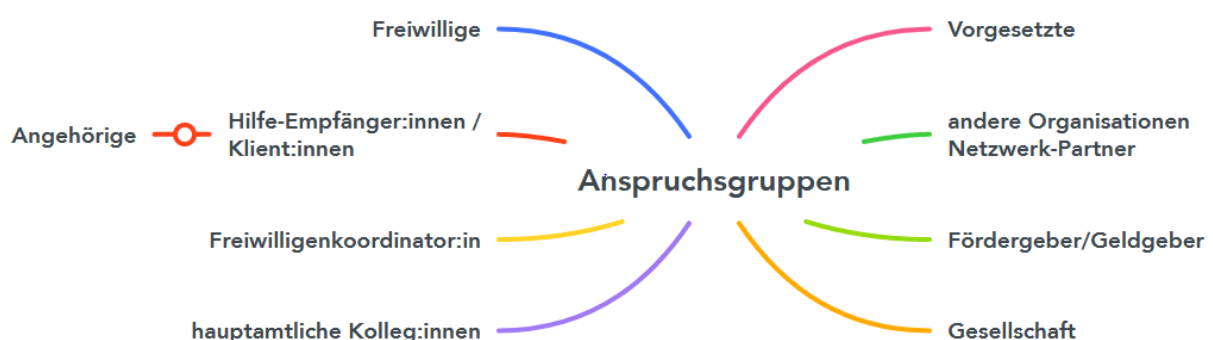 Freiwillige
Angehörige
Hilfe-Empfänger:innen /
Klient:innen
Freiwilligenkoordinator:in
hauptamtliche Kolleg:innen
Anspruchsgruppen
Vorgesetzte
andere Organisationen
Netzwerk-Partner
Fördergeber/Geldgeber
Gesellschaft